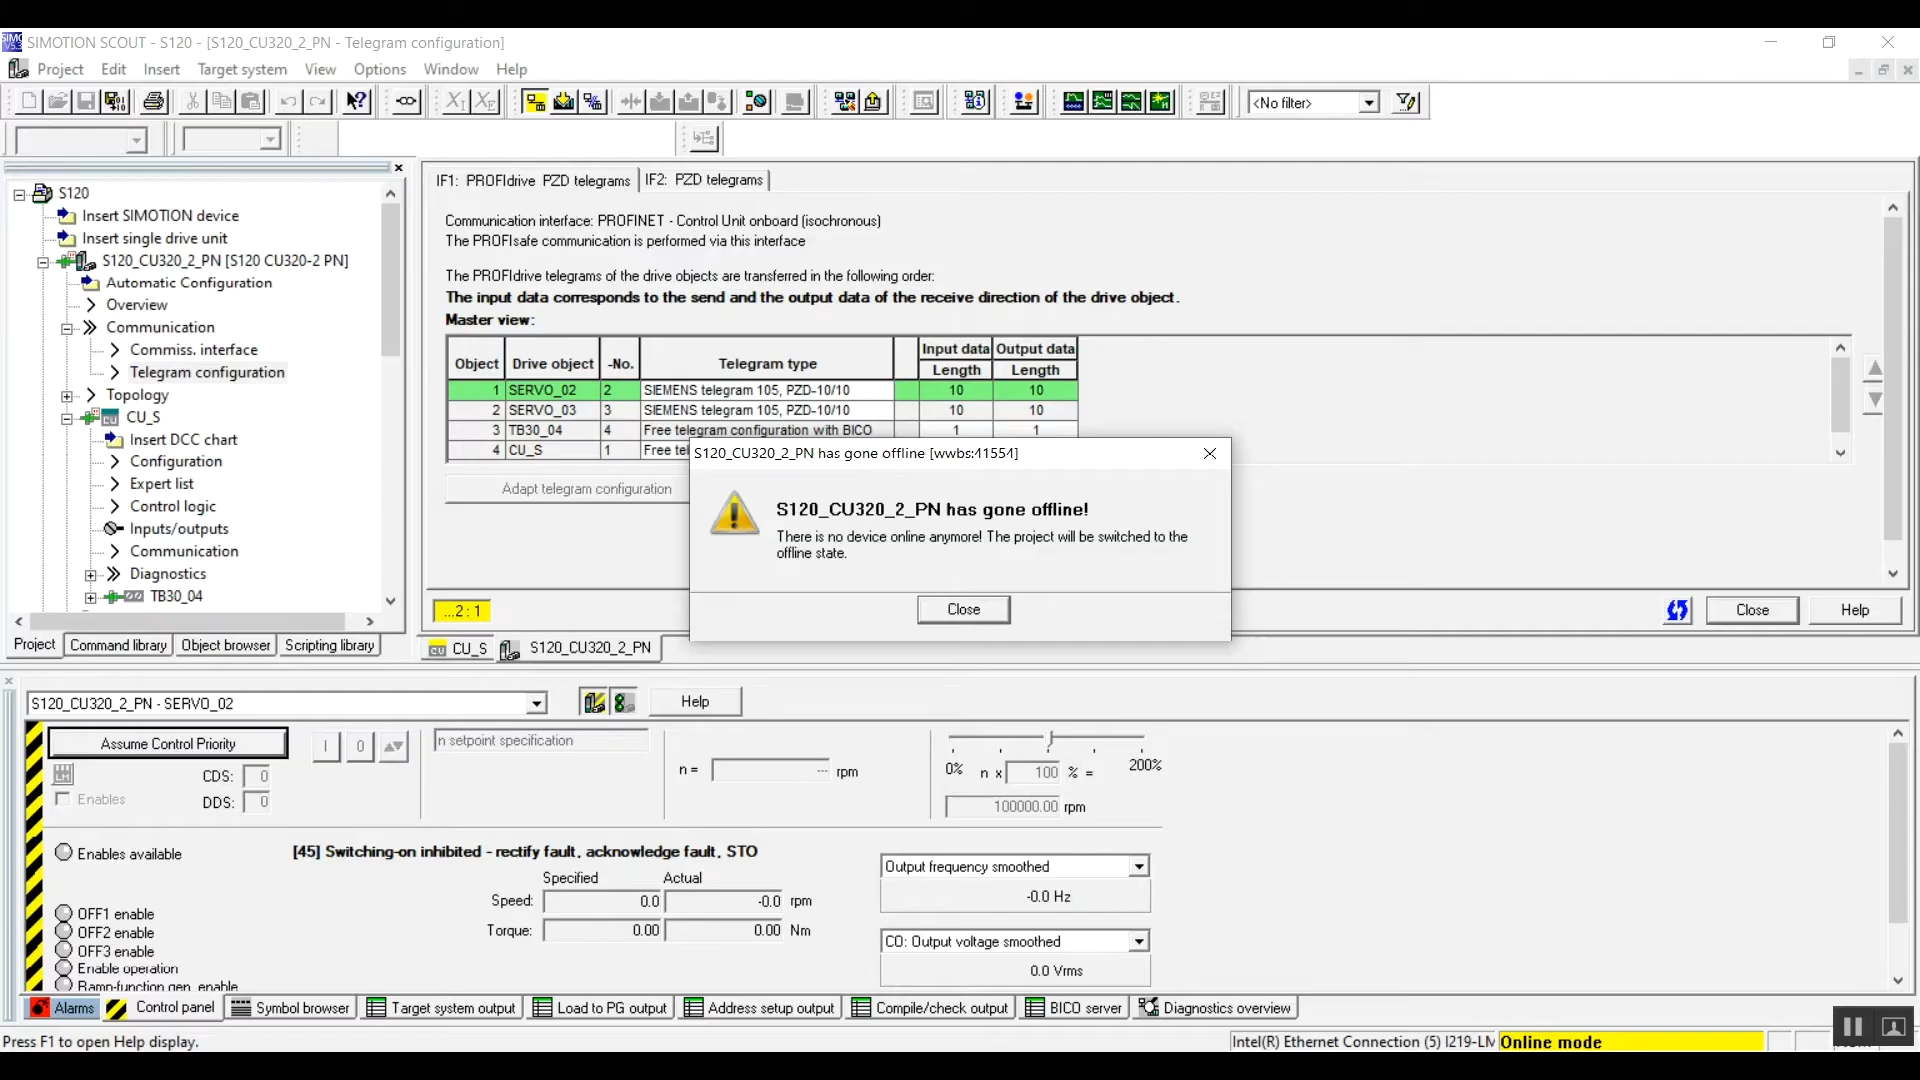 SIMOTION SCOUT - S120 - [S120_CU320_2_PN - Telegram configuration]
Project Edit Insert Target system View Options Window Help
<No filter>
S120
Insert SIMOTION device
Insert single drive unit
S120_CU320_2_PN [S120 CU320-2 PN]
Automatic Configuration
Overview
Communication
Commiss. interface
Telegram configuration
Topology
CU_S
Insert DCC chart
Configuration
Expert list
Control logic
Inputs/outputs
Communication
Diagnostics
TB30_04
Project Command library Object browser Scripting library
IF1: PROFIdrive PZD telegrams IF2: PZD telegrams
Communication interface: PROFINET - Control Unit onboard (isochronous)
The PROFIsafe communication is performed via this interface
The PROFIdrive telegrams of the drive objects are transferred in the following order:
The input data corresponds to the send and the output data of the receive direction of the drive object.
Master view:
Object Drive object -No. Telegram type Input data Length Output data Length
1 SERVO_02 2 SIEMENS telegram 105, PZD-10/10 10 10
2 SERVO_03 3 SIEMENS telegram 105, PZD-10/10 10 10
3 TB30_04 4 Free telegram configuration with BICO 1 1
4 CU_S 1 Free tel
Adapt telegram configuration
S120_CU320_2_PN has gone offline [wwbs:41554]
S120_CU320_2_PN has gone offline!
There is no device online anymore! The project will be switched to the
offline state.
Close
...2 : 1
Close Help
CU_S S120_CU320_2_PN
S120_CU320_2_PN - SERVO_02
Help
Assume Control Priority
I 0
n setpoint specification
n = --- rpm
0% 200%
n x 100 % =
100000.00 rpm
CDS: 0
Enables
DDS: 0
Enables available
[45] Switching-on inhibited - rectify fault, acknowledge fault, STO
Specified Actual
Speed: 0.0 -0.0 rpm
Torque: 0.00 0.00 Nm
Output frequency smoothed
-0.0 Hz
CO: Output voltage smoothed
0.0 Vrms
OFF1 enable
OFF2 enable
OFF3 enable
Enable operation
Ramp-function gen. enable
Alarms Control panel Symbol browser Target system output Load to PG output Address setup output Compile/check output BICO server Diagnostics overview
Press F1 to open Help display.
Intel(R) Ethernet Connection (5) I219-LM
Online mode